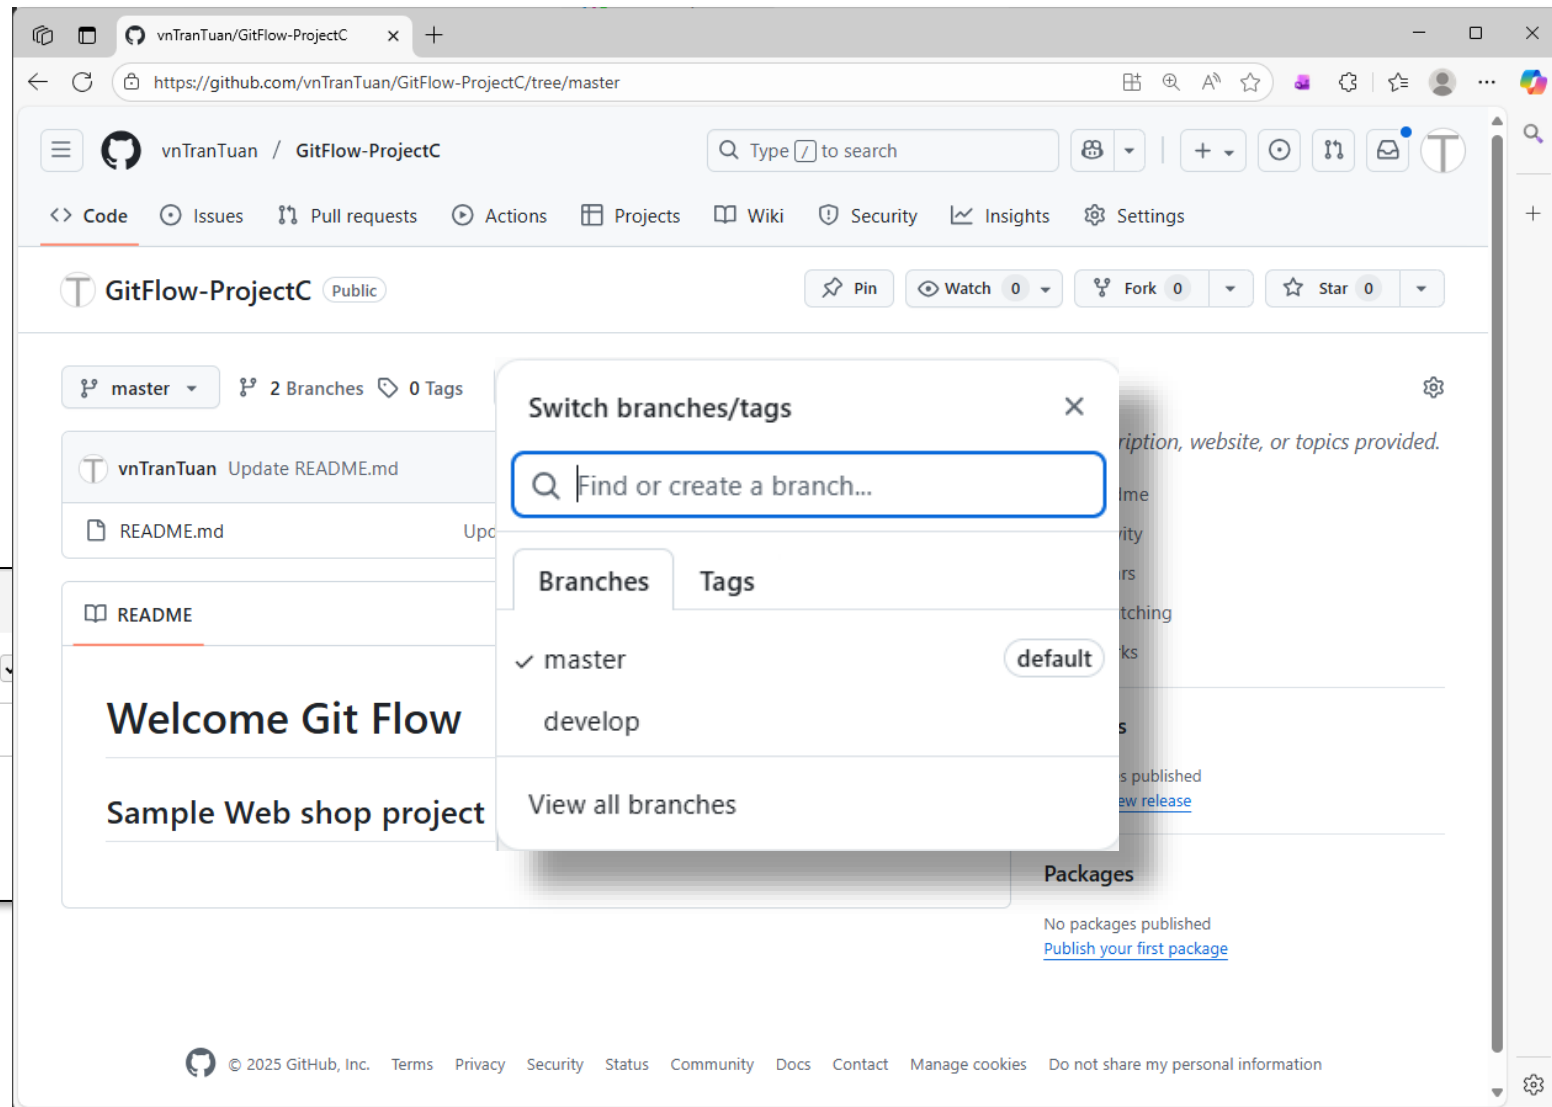 vnTranTuan/GitFlow-ProjectC
https://github.com/vnTranTuan/GitFlow-ProjectC/tree/master
vnTranTuan / GitFlow-ProjectC
Type / to search
Code Issues Pull requests Actions Projects Wiki Security Insights Settings
GitFlow-ProjectC Public
Pin Watch 0 Fork 0 Star 0
master 2 Branches 0 Tags
vnTranTuan Update README.md
README.md
README
Welcome Git Flow
Sample Web shop project
Switch branches/tags
Find or create a branch...
Branches Tags
master default
develop
View all branches
website, or topics provided.
published
release
Packages
No packages published
Publish your first package
© 2025 GitHub, Inc. Terms Privacy Security Status Community Docs Contact Manage cookies Do not share my personal information